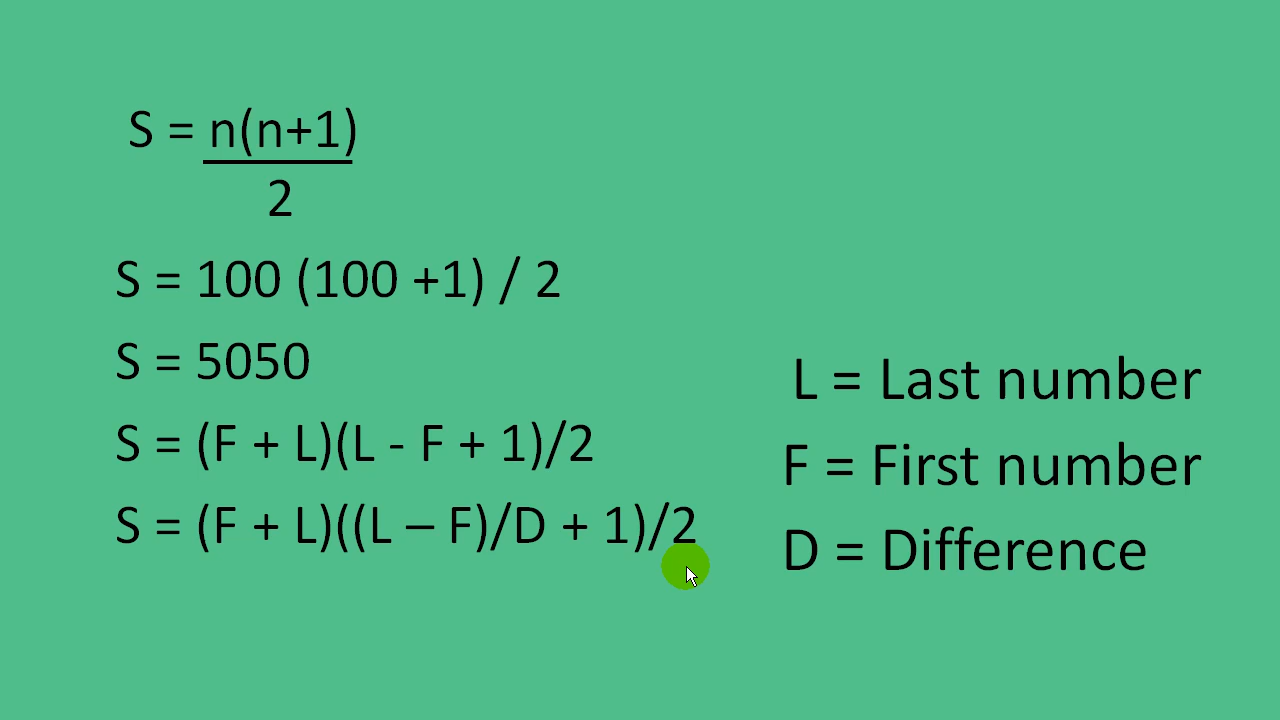 S = n(n+1)
2
S = 100 (100 +1) / 2
S = 5050
S = (F + L)(L - F + 1)/2
S = (F + L)((L – F)/D + 1)/2
L = Last number
F = First number
D = Difference